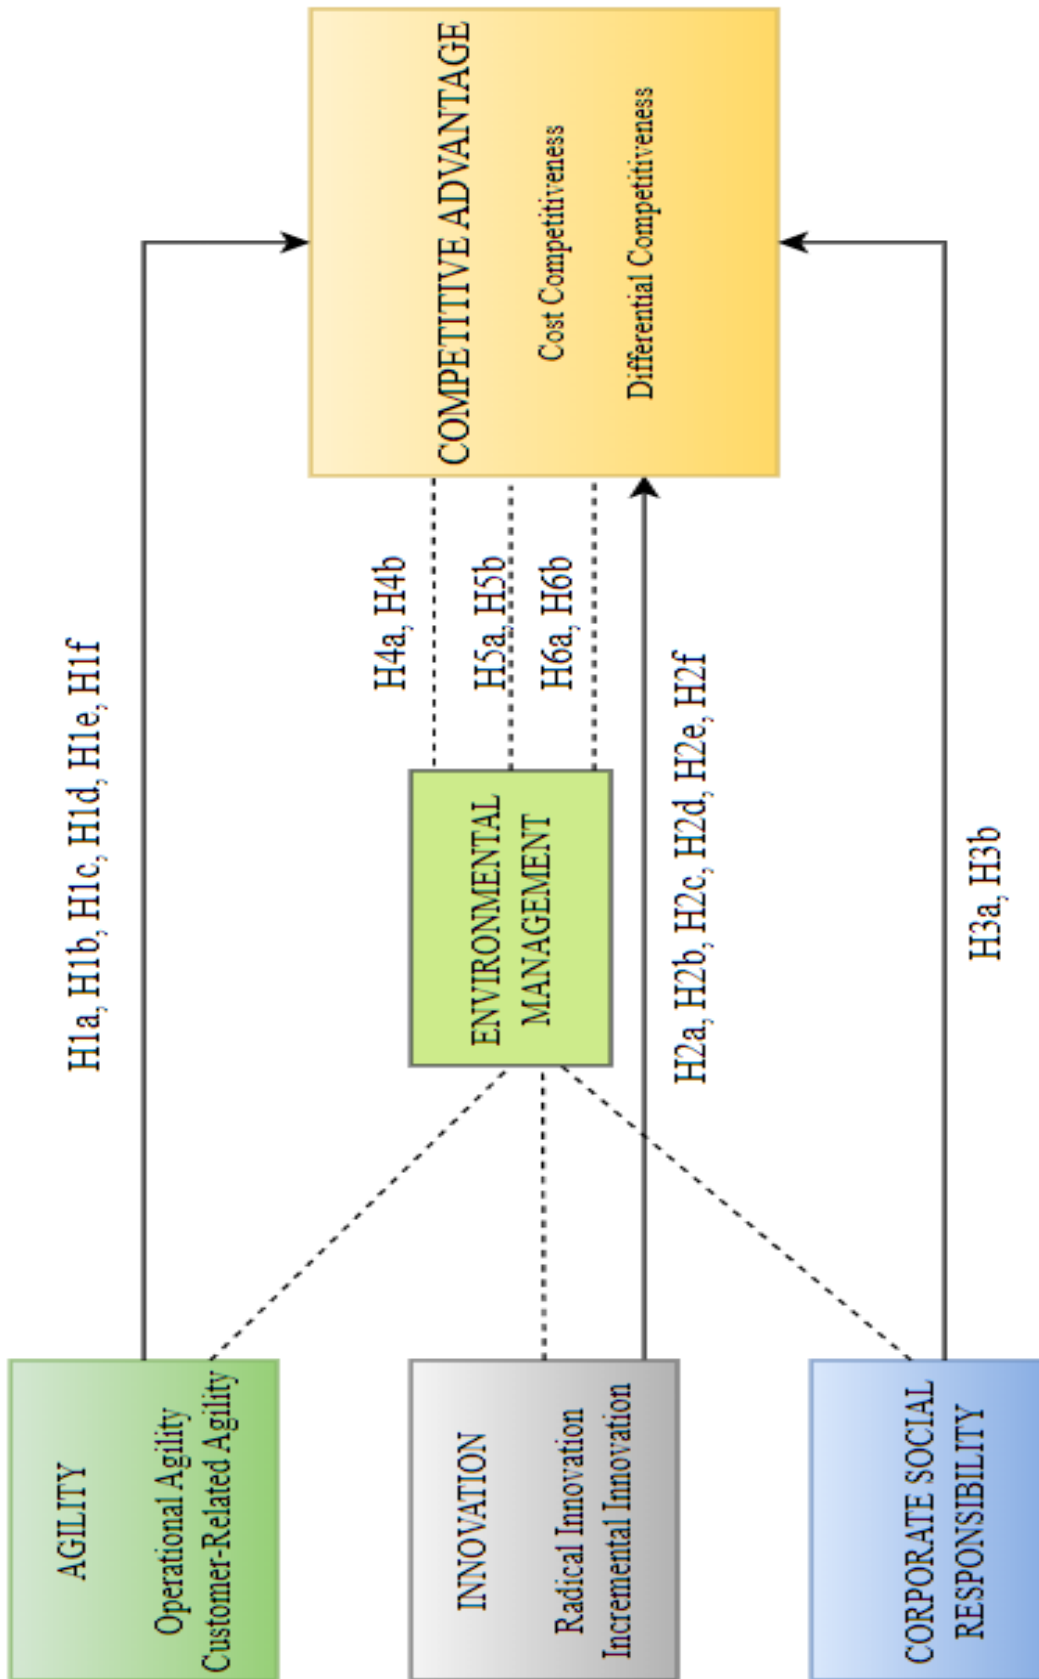 AGILITY
Operational Agility
Customer-Related Agility
INNOVATION
Radical Innovation
Incremental Innovation
CORPORATE SOCIAL
RESPONSIBILITY
H1a, H1b, H1c, H1d, H1e, H1f
ENVIRONMENTAL
MANAGEMENT
H4a, H4b
H5a, H5b
H6a, H6b
H2a, H2b, H2c, H2d, H2e, H2f
H3a, H3b
COMPETITIVE ADVANTAGE
Cost Competitiveness
Differential Competitiveness